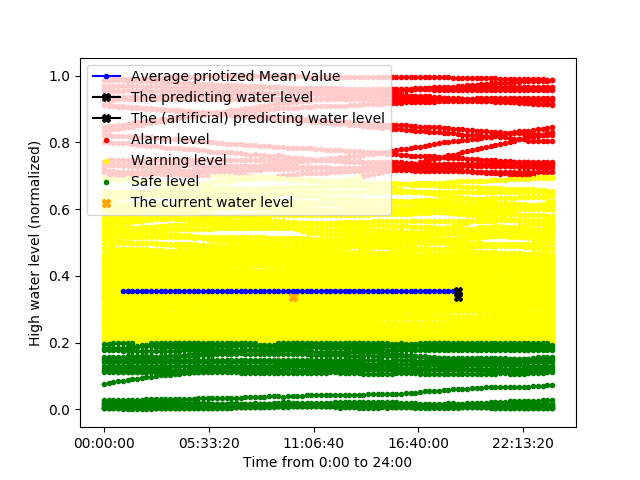 1.0
0.8
0.6
0.4
0.2
0.0
High water level (normalized)
Average priotized Mean Value
The predicting water level
The (artificial) predicting water level
Alarm level
Warning level
Safe level
The current water level
00:00:00 05:33:20 11:06:40 16:40:00 22:13:20
Time from 0:00 to 24:00